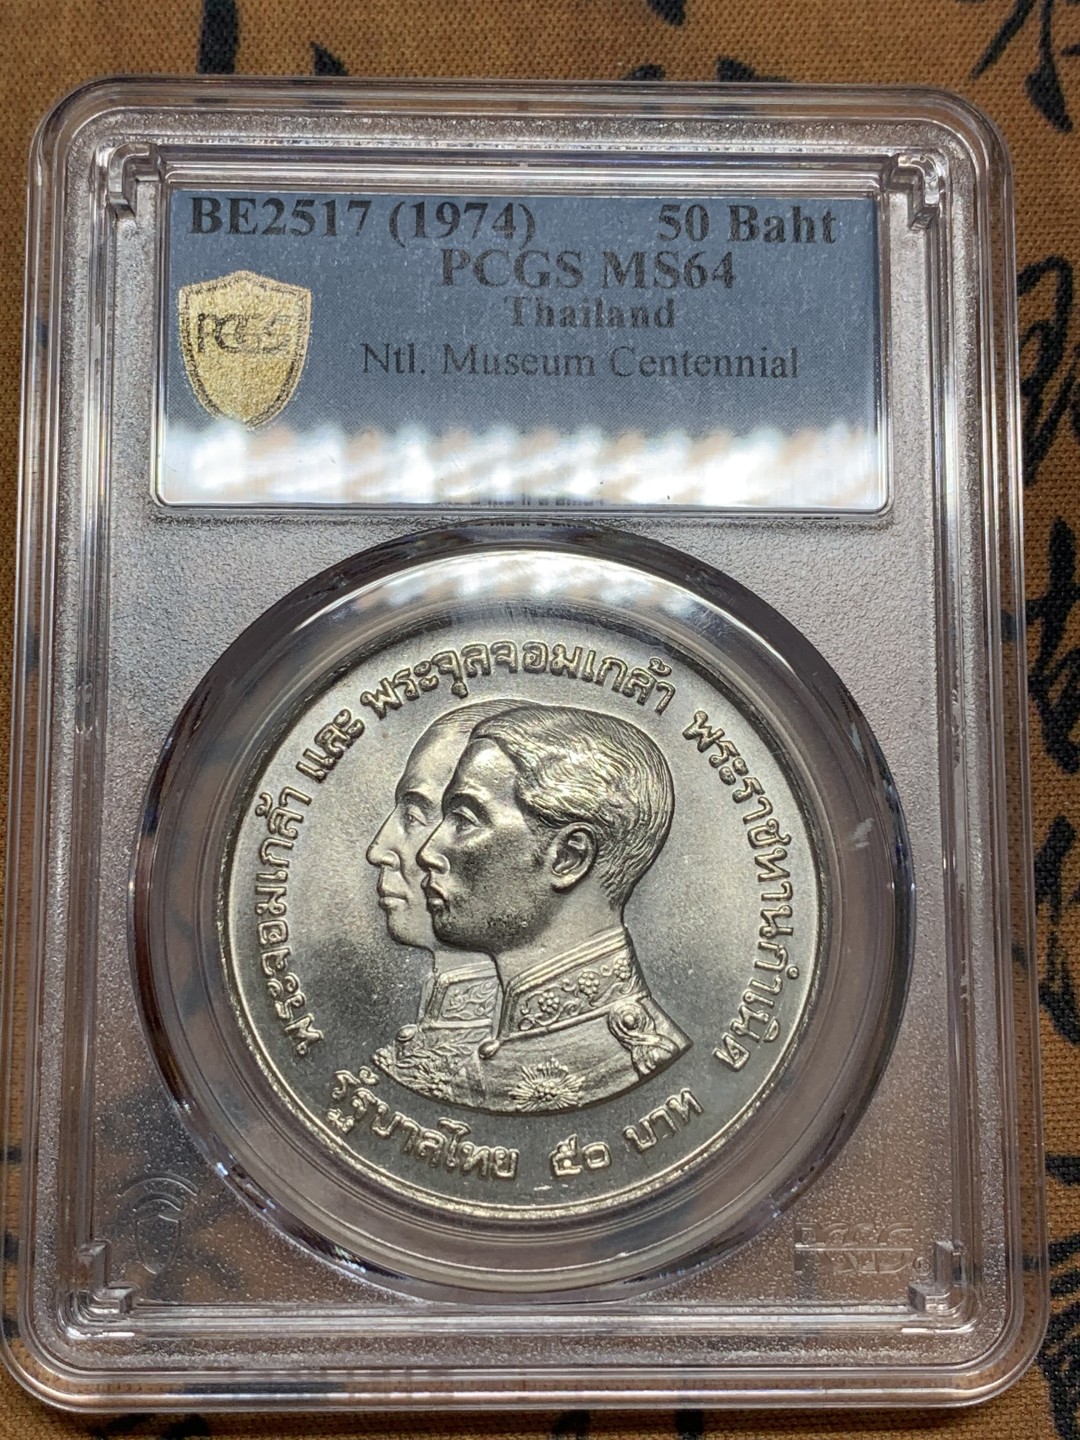 BE2517 (1974) 50 Baht
PCGS MS64
Thailand
Ntl. Museum Centennial
PCGS
พระจอมเกล้า และ พระจุลจอมเกล้า พระราชทานกำเนิด
รัฐบาลไทย ๕๐ บาท
PCGS